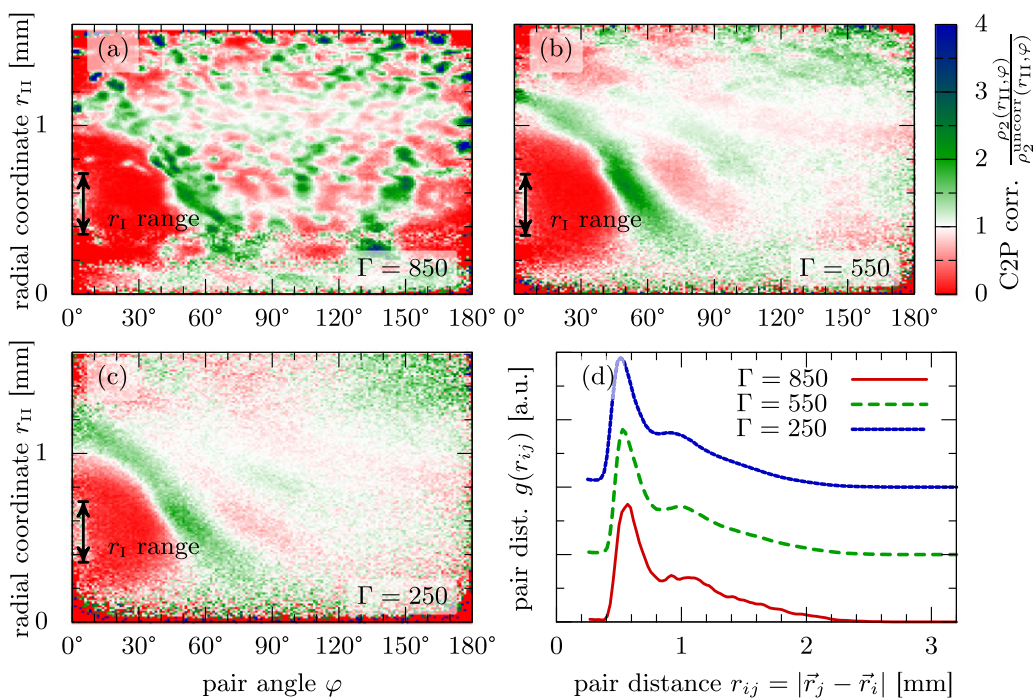 radial coordinate r_II [mm]
1
0
(a)
r_I range
Γ = 850
0° 30° 60° 90° 120° 150° 180°
(b)
r_I range
Γ = 550
0° 30° 60° 90° 120° 150° 180°
4
3
2
1
0
C2P corr. ρ_2(r_II,φ) / ρ_2^uncorr(r_II,φ)
radial coordinate r_II [mm]
1
0
(c)
r_I range
Γ = 250
0° 30° 60° 90° 120° 150° 180°
pair angle φ
pair dist. g(r_ij) [a.u.]
(d)
Γ = 850
Γ = 550
Γ = 250
0 1 2 3
pair distance r_ij = |r⃗_j − r⃗_i| [mm]